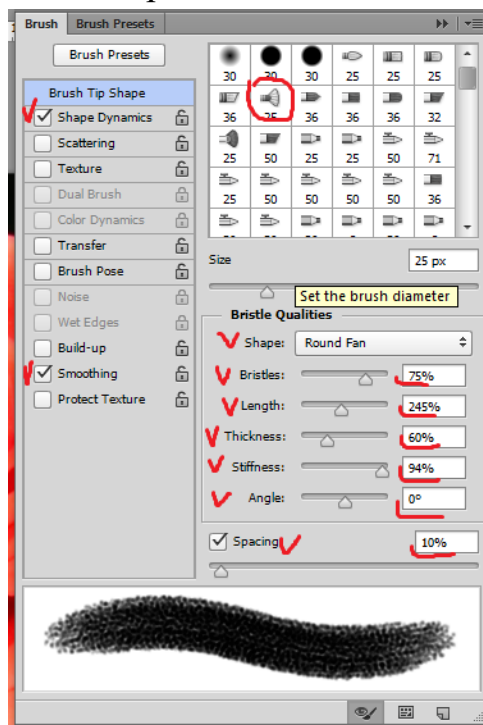 Brush Brush Presets
Brush Presets
Brush Tip Shape
Shape Dynamics
Scattering
Texture
Dual Brush
Color Dynamics
Transfer
Brush Pose
Noise
Wet Edges
Build-up
Smoothing
Protect Texture
30 30 30 25 25 25
36 25 36 36 36 32
25 50 25 25 50 71
25 50 50 50 50 36
Size 25 px
Set the brush diameter
Bristle Qualities
Shape: Round Fan
Bristles: 75%
Length: 245%
Thickness: 60%
Stiffness: 94%
Angle: 0°
Spacing 10%